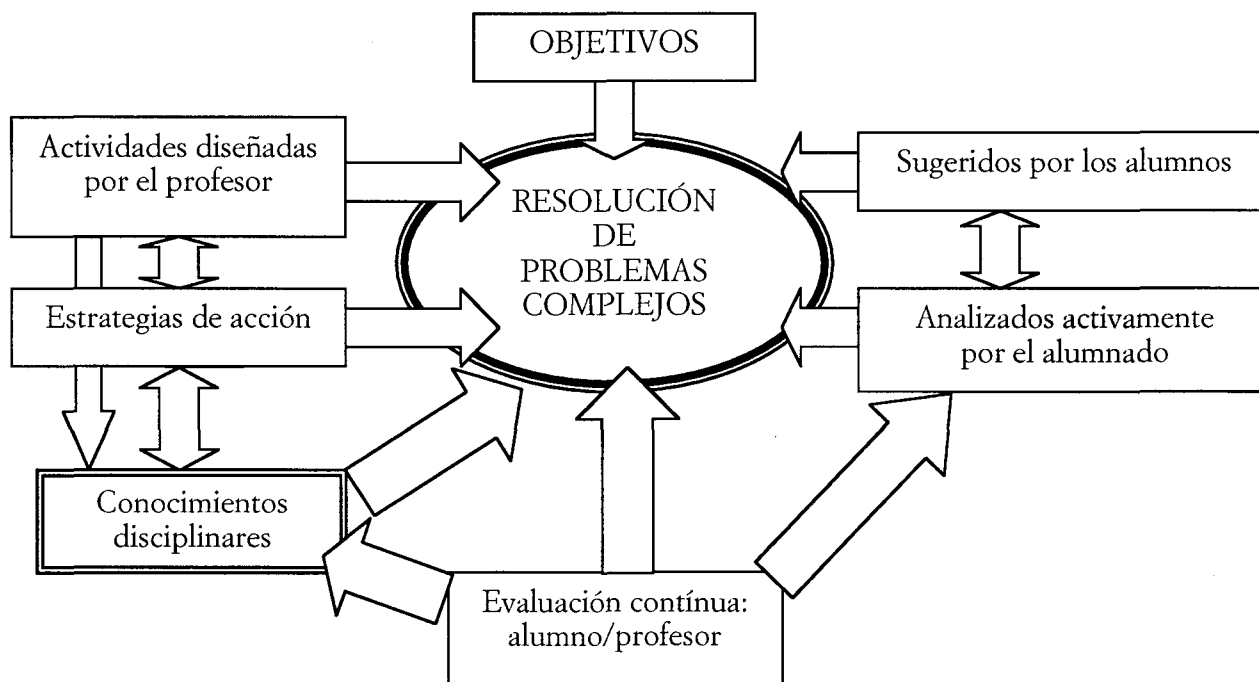 OBJETIVOS
Actividades diseñadas
por el profesor
Sugeridos por los alumnos
RESOLUCIÓN
DE
PROBLEMAS
COMPLEJOS
Estrategias de acción
Analizados activamente
por el alumnado
Conocimientos
disciplinares
Evaluación contínua:
alumno/profesor